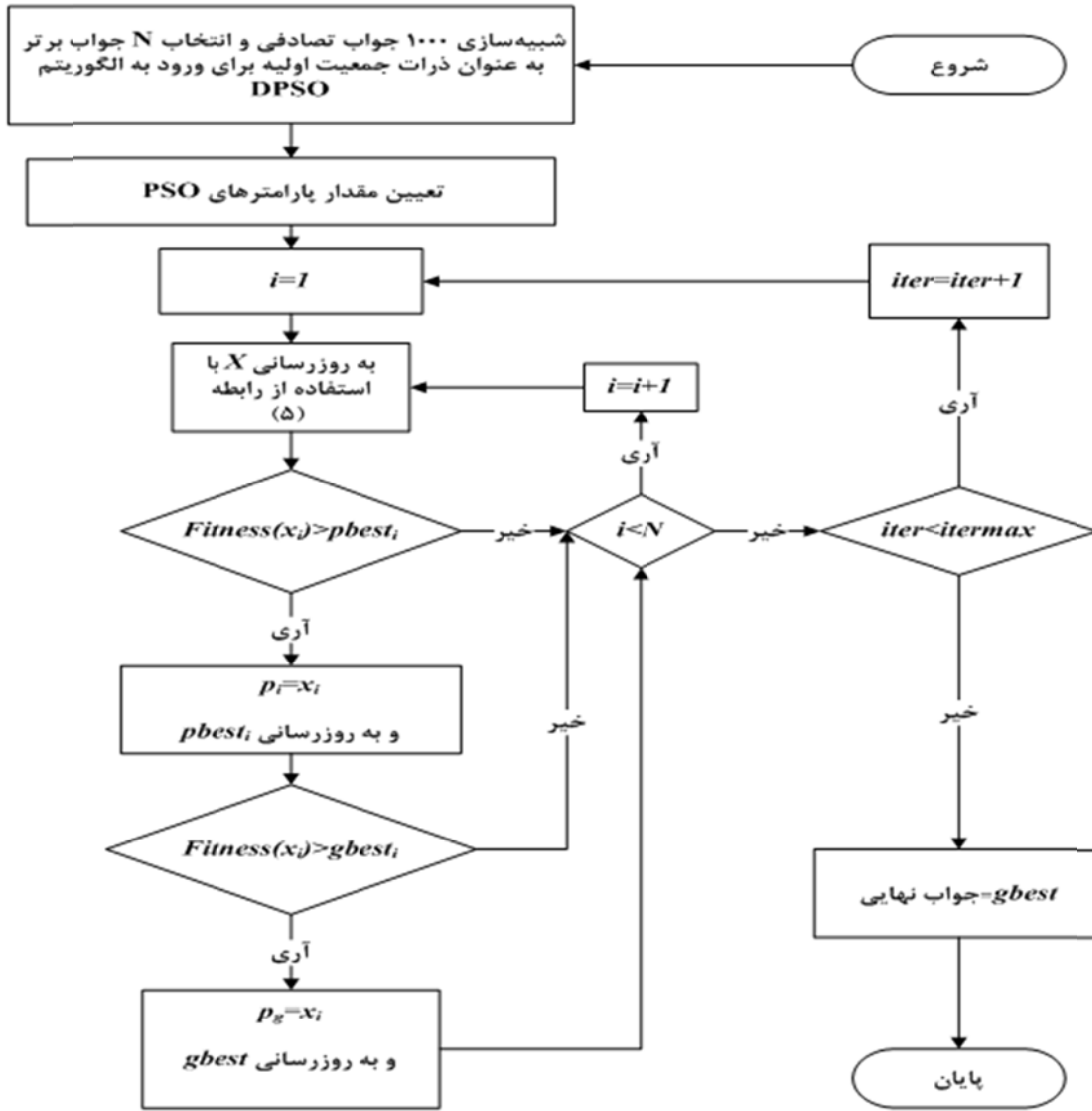 شروع
شبیه‌سازی ۱۰۰۰ جواب تصادفی و انتخاب N جواب برتر
به عنوان ذرات جمعیت اولیه برای ورود به الگوریتم
DPSO
تعیین مقدار پارامترهای PSO
i=1
iter=iter+1
به روزرسانی X با
استفاده از رابطه
(۵)
i=i+1
آری
آری
Fitness(xᵢ)>pbestᵢ
خیر
i<N
خیر
iter<itermax
آری
pᵢ=xᵢ
و به روزرسانی pbestᵢ
خیر
خیر
Fitness(xᵢ)>gbestᵢ
آری
جواب نهایی=gbest
p_g=xᵢ
و به روزرسانی gbest
پایان